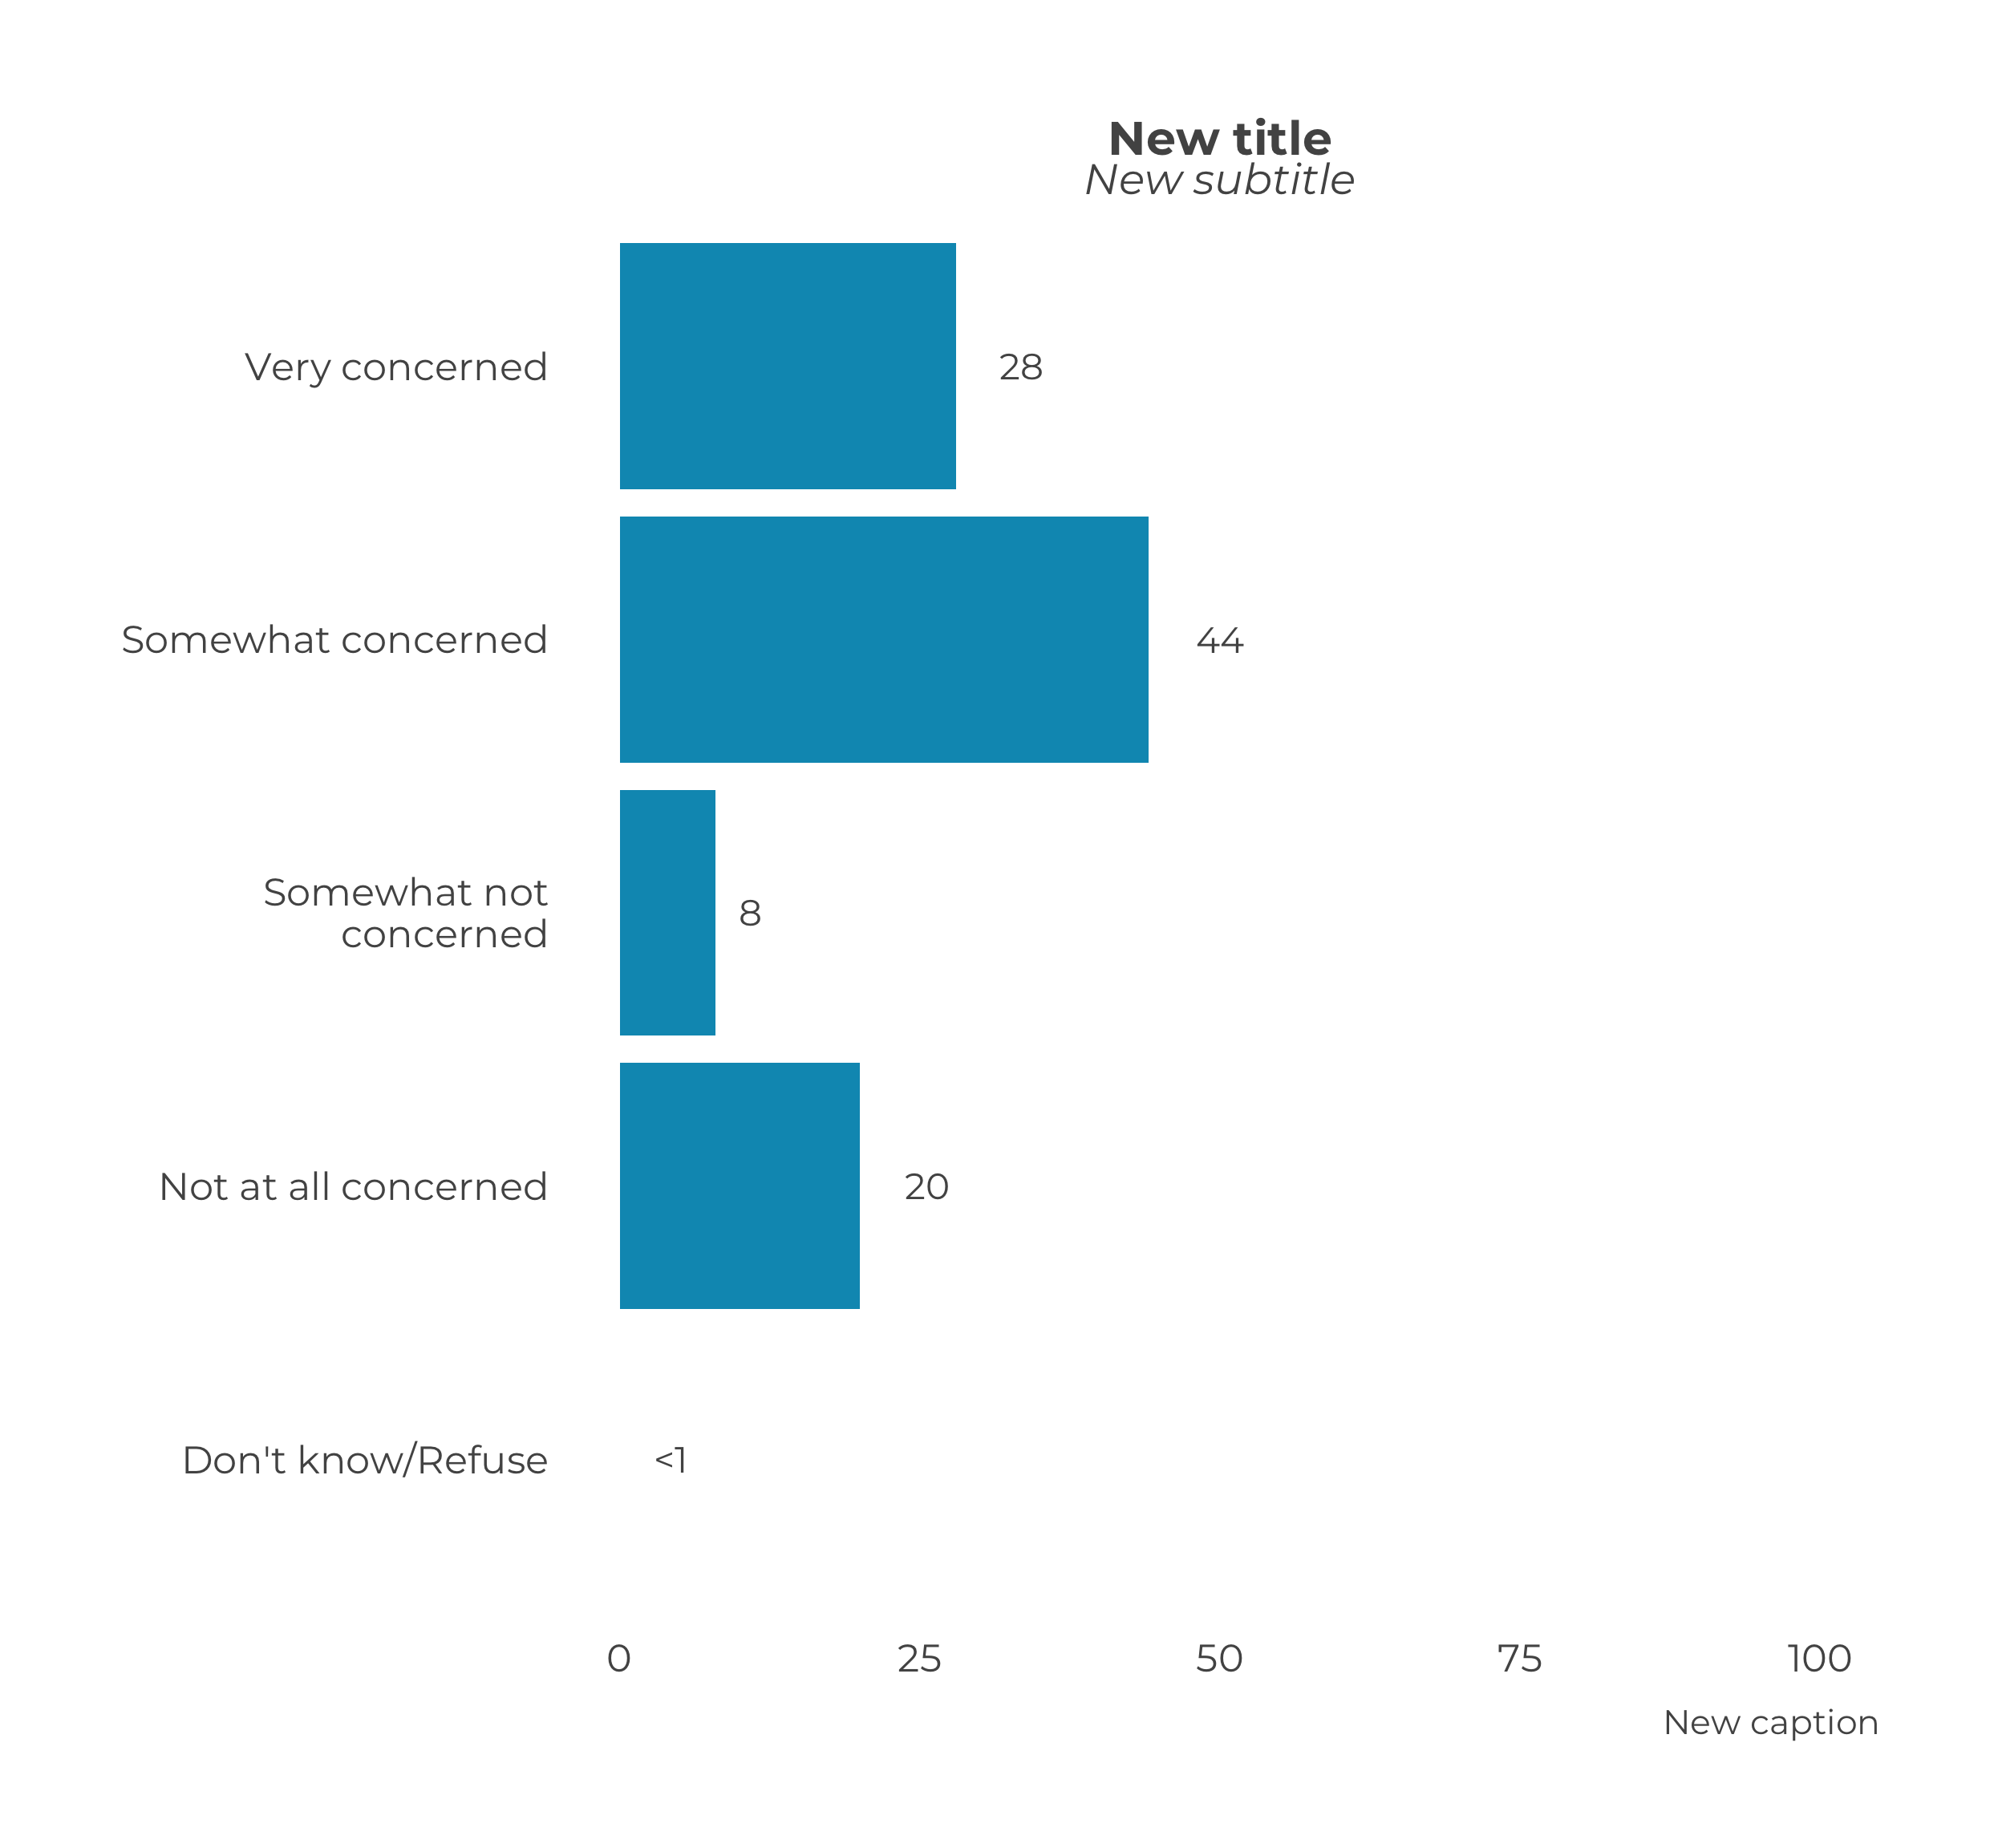 New title
New subtitle
Very concerned
28
Somewhat concerned
44
Somewhat not
concerned
8
Not at all concerned
20
Don't know/Refuse
<1
0
25
50
75
100
New caption